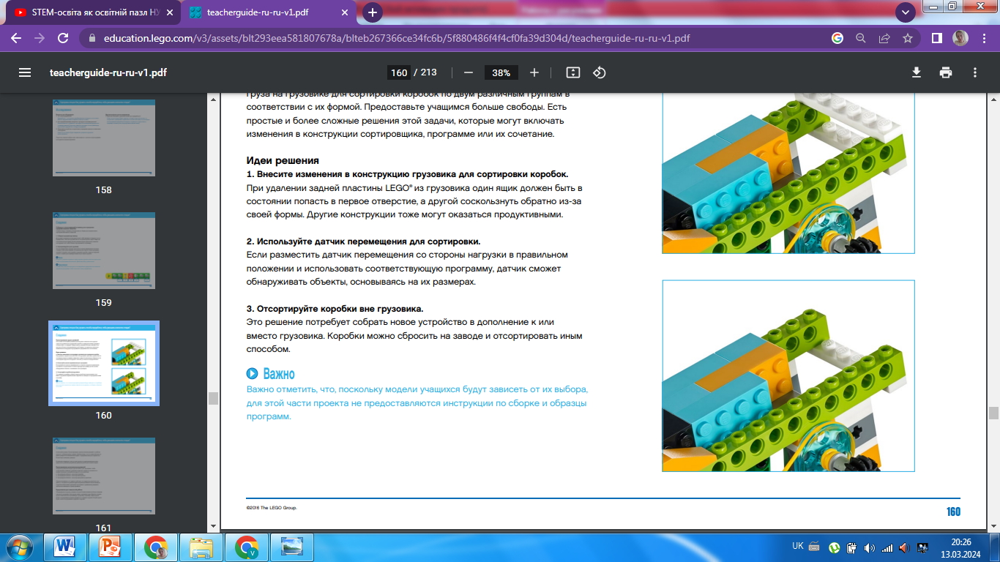 STEM-освіта як освітній пазл НУ
teacherguide-ru-ru-v1.pdf
education.lego.com/v3/assets/blt293eea581807678a/blteb267366ce34fc6b/5f880486f4f4cf0fa39d304d/teacherguide-ru-ru-v1.pdf
teacherguide-ru-ru-v1.pdf
160 / 213
38%
158
159
160
161
груза на грузовике для сортировки коробок по двум различным группам в
соответствии с их формой. Предоставьте учащимся больше свободы. Есть
простые и более сложные решения этой задачи, которые могут включать
изменения в конструкции сортировщика, программе или их сочетание.
Идеи решения
1. Внесите изменения в конструкцию грузовика для сортировки коробок.
При удалении задней пластины LEGO® из грузовика один ящик должен быть в
состоянии попасть в первое отверстие, а другой соскользнуть обратно из-за
своей формы. Другие конструкции тоже могут оказаться продуктивными.
2. Используйте датчик перемещения для сортировки.
Если разместить датчик перемещения со стороны нагрузки в правильном
положении и использовать соответствующую программу, датчик сможет
обнаруживать объекты, основываясь на их размерах.
3. Отсортируйте коробки вне грузовика.
Это решение потребует собрать новое устройство в дополнение к или
вместо грузовика. Коробки можно сбросить на заводе и отсортировать иным
способом.
Важно
Важно отметить, что, поскольку модели учащихся будут зависеть от их выбора,
для этой части проекта не предоставляются инструкции по сборке и образцы
программ.
©2016 The LEGO Group.
160
UK
20:26
13.03.2024